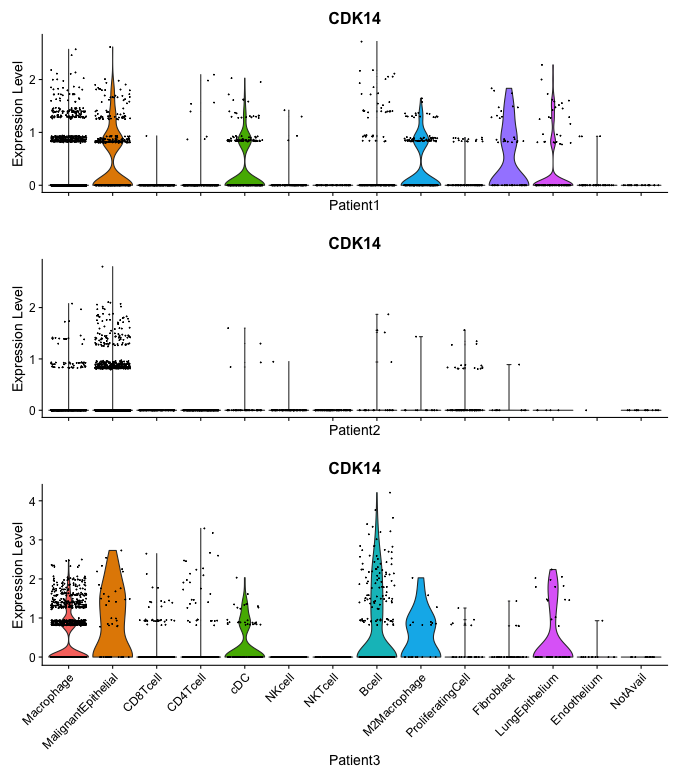 CDK14
Expression Level
2
1
0
Patient1
CDK14
Expression Level
2
1
0
Patient2
CDK14
Expression Level
4
3
2
1
0
Macrophage
MalignantEpithelial
CD8Tcell
CD4Tcell
cDC
NKcell
NKTcell
Bcell
M2Macrophage
ProliferatingCell
Fibroblast
LungEpithelium
Endothelium
NotAvail
Patient3